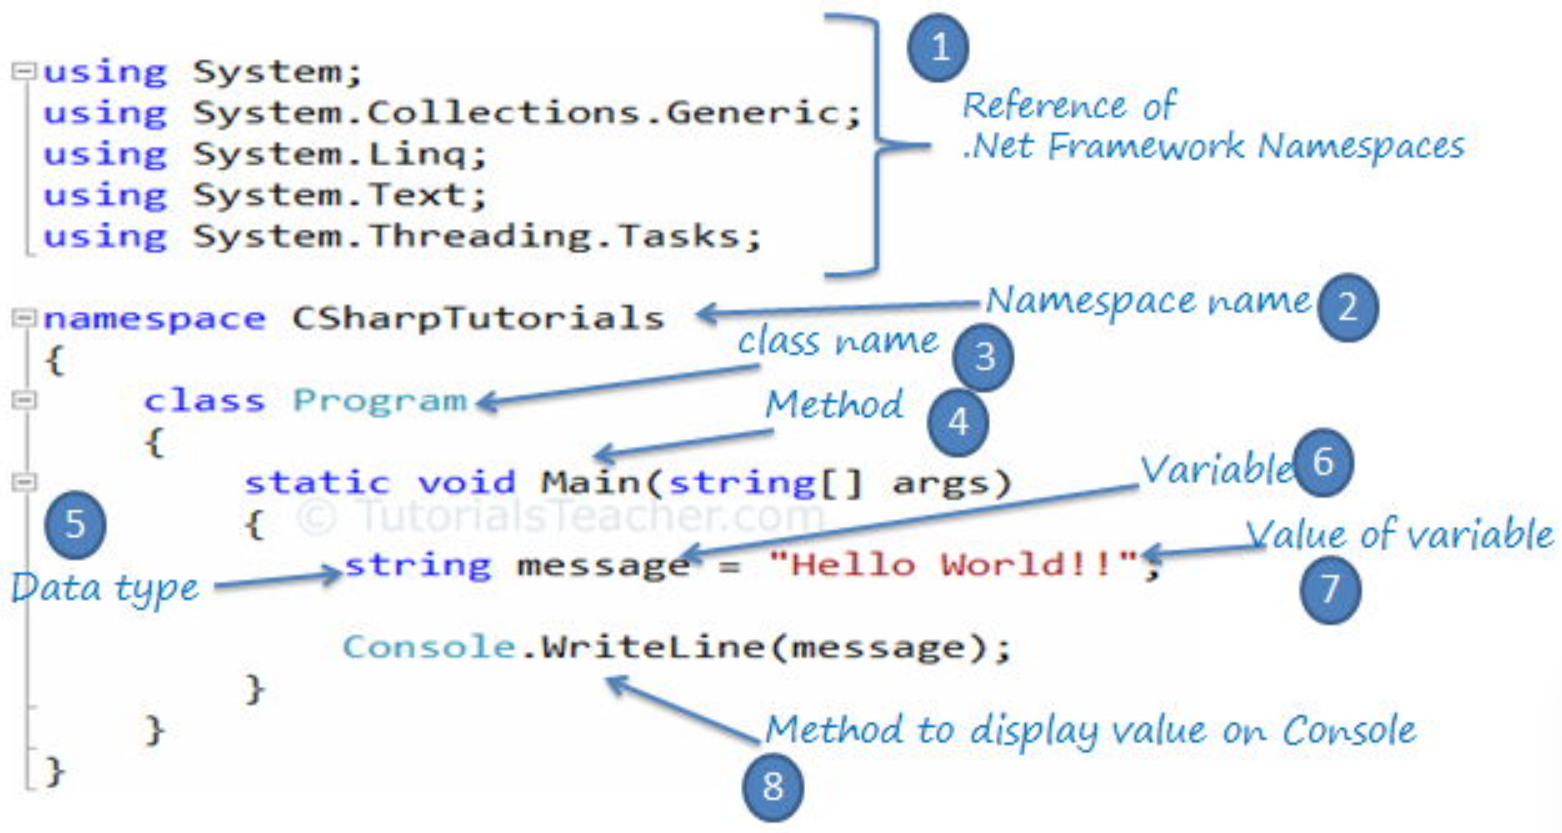 1
using System;
using System.Collections.Generic;
using System.Linq;
using System.Text;
using System.Threading.Tasks;
Reference of
.Net Framework Namespaces
namespace CSharpTutorials
Namespace name 2
{
class name 3
class Program
Method 4
{
static void Main(string[] args)
Variable 6
5
{
© TutorialsTeacher.com
Value of variable
7
Data type
string message = "Hello World!!";
Console.WriteLine(message);
}
}
Method to display value on Console
8
}